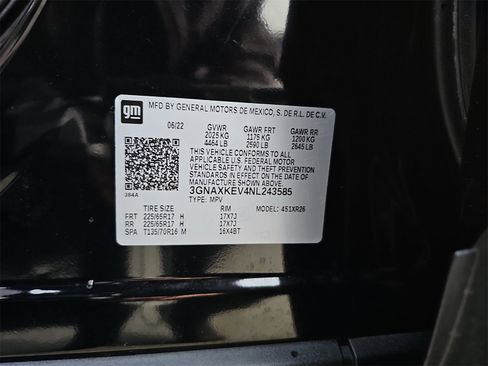 gm
MFD BY GENERAL MOTORS DE MEXICO, S. DE R.L. DE C.V.
06/22 GVWR GAWR FRT GAWR RR
2025 KG 1175 KG 1200 KG
4464 LB 2590 LB 2645 LB
THIS VEHICLE CONFORMS TO ALL
APPLICABLE U.S. FEDERAL MOTOR
VEHICLE SAFETY AND THEFT PREVENTION
STANDARDS IN EFFECT ON THE DATE OF
MANUFACTURE SHOWN ABOVE.
3GNAXKEV4NL243585
384A TYPE: MPV MODEL: 451XR26
TIRE SIZE RIM
FRT 225/65R17 H 17X7J
RR 225/65R17 H 17X7J
SPA T135/70R16 M 16X4BT